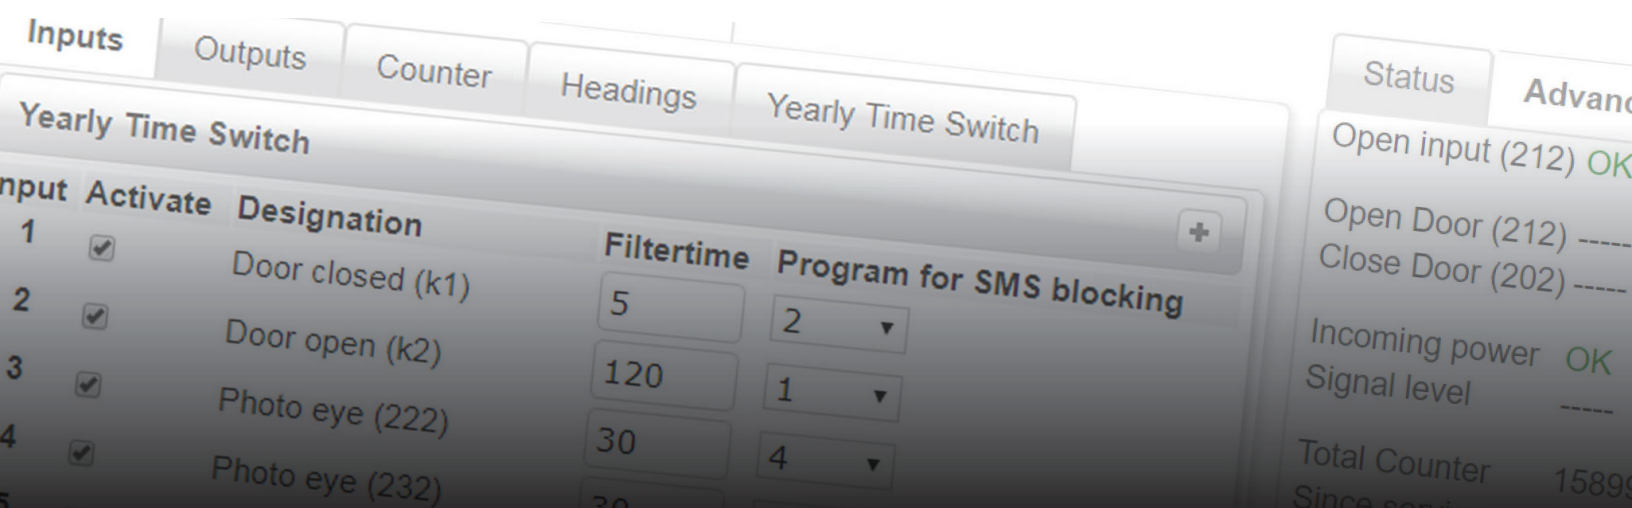 Inputs Outputs Counter Headings Yearly Time Switch
Yearly Time Switch
Activate Designation Filtertime Program for SMS blocking
1 Door closed (k1) 5 2
2 Door open (k2) 120 1
3 Photo eye (222) 30 4
4 Photo eye (232) 30
Status
Open input (212) OK
Open Door (212) -----
Close Door (202) -----
Incoming power OK
Signal level -----
Total Counter
Since